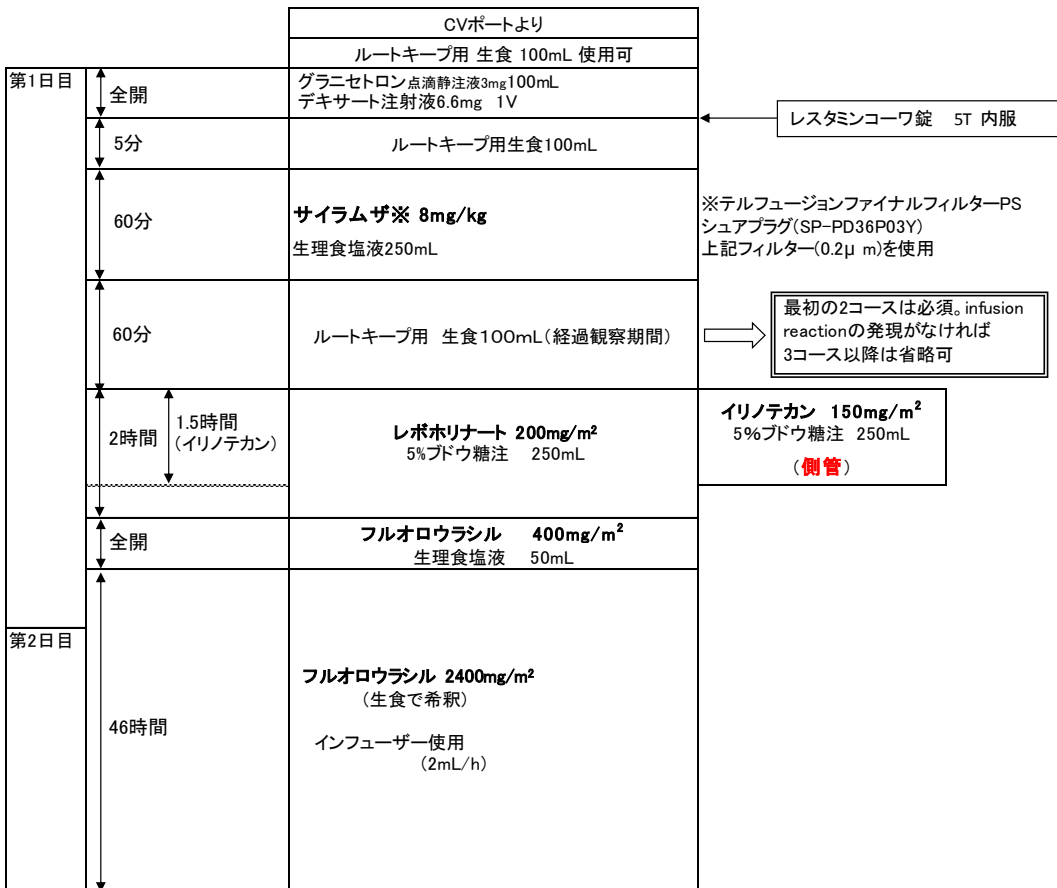 CVポートより
ルートキープ用 生食 100mL 使用可
第1日目
全開
グラニセトロン点滴静注液3mg100mL
デキサート注射液6.6mg 1V
レスタミンコーワ錠 5T 内服
5分
ルートキープ用生食100mL
60分
サイラムザ※ 8mg/kg
生理食塩液250mL
※テルフュージョンファイナルフィルターPS
シュアプラグ(SP-PD36P03Y)
上記フィルター(0.2μm)を使用
60分
ルートキープ用 生食100mL(経過観察期間)
最初の2コースは必須。infusion
reactionの発現がなければ
3コース以降は省略可
2時間
1.5時間
(イリノテカン)
レボホリナート 200mg/m²
5%ブドウ糖注 250mL
イリノテカン 150mg/m²
5%ブドウ糖注 250mL
(側管)
全開
フルオロウラシル 400mg/m²
生理食塩液 50mL
第2日目
46時間
フルオロウラシル 2400mg/m²
(生食で希釈)
インフューザー使用
(2mL/h)